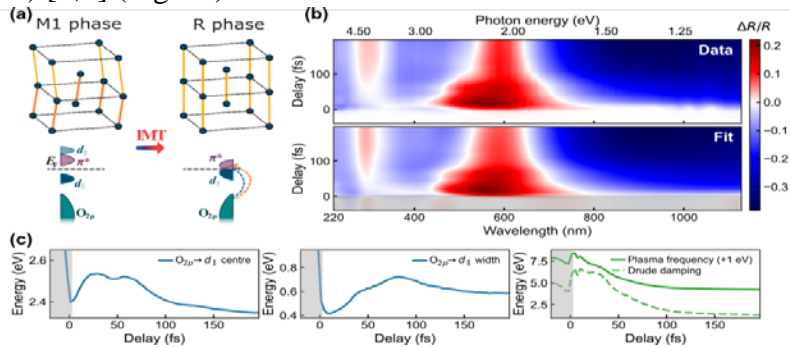 (a)
M1 phase
R phase
IMT
d∥
π*
E_F
d∥
O₂ₚ
π*
d∥
O₂ₚ
(b)
Photon energy (eV)
4.50 3.00 2.00 1.50 1.25
ΔR/R
Data
Delay (fs)
100
0
Fit
Delay (fs)
100
0
220 400 600 800 1000
Wavelength (nm)
0.2
0.1
0.0
-0.1
-0.2
-0.3
(c)
O₂ₚ→ d∥ centre
Energy (eV)
2.6
2.4
0 50 100 150
Delay (fs)
O₂ₚ→ d∥ width
Energy (eV)
0.8
0.6
0.4
0 50 100 150
Delay (fs)
Plasma frequency (+1 eV)
Drude damping
Energy (eV)
7.5
5.0
2.5
0 50 100 150
Delay (fs)